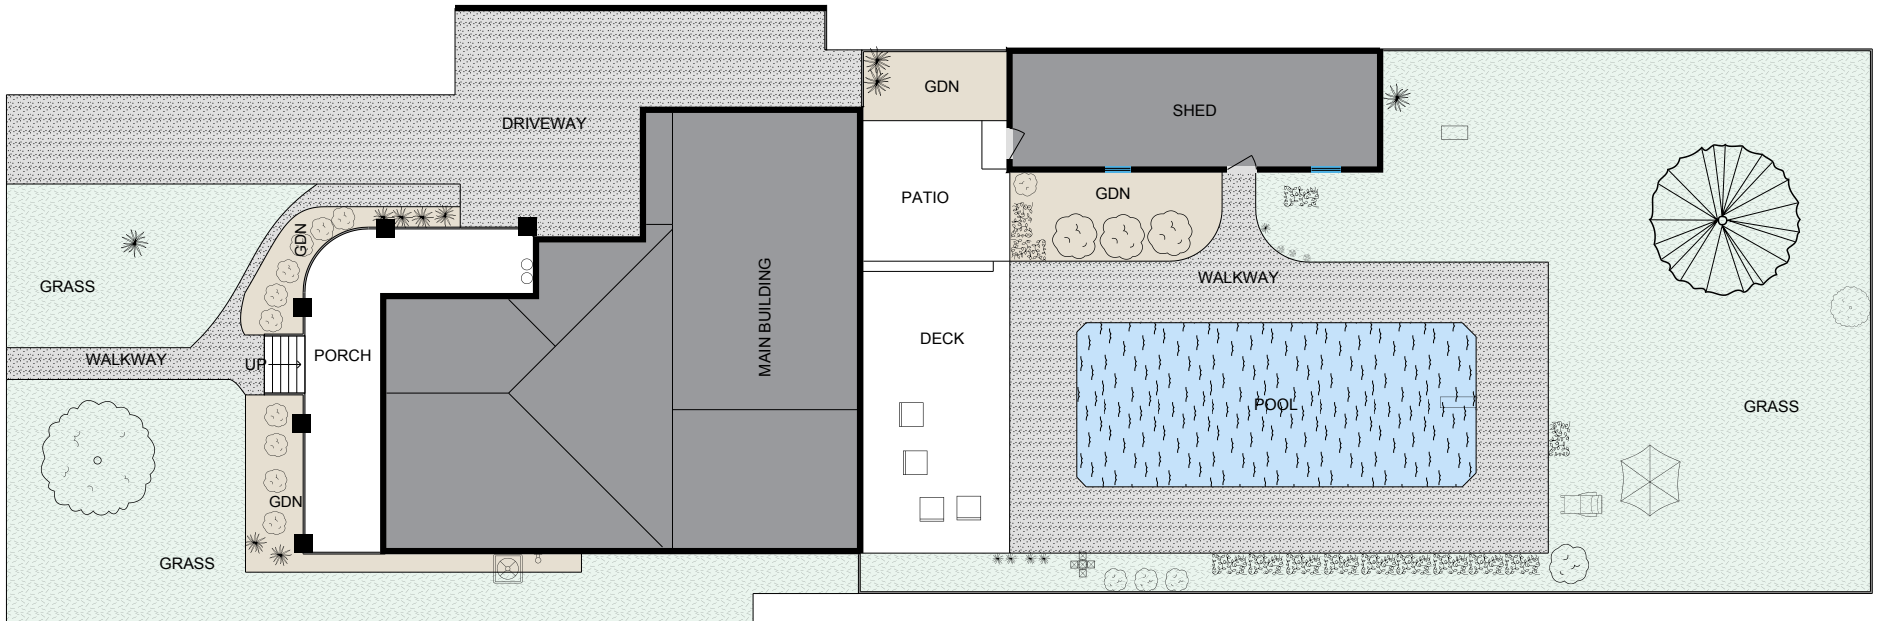 GDN
SHED
DRIVEWAY
GDN
PATIO
GDN
GRASS
WALKWAY
MAIN BUILDING
DECK
PORCH
WALKWAY
UP
POOL
GRASS
GDN
GRASS